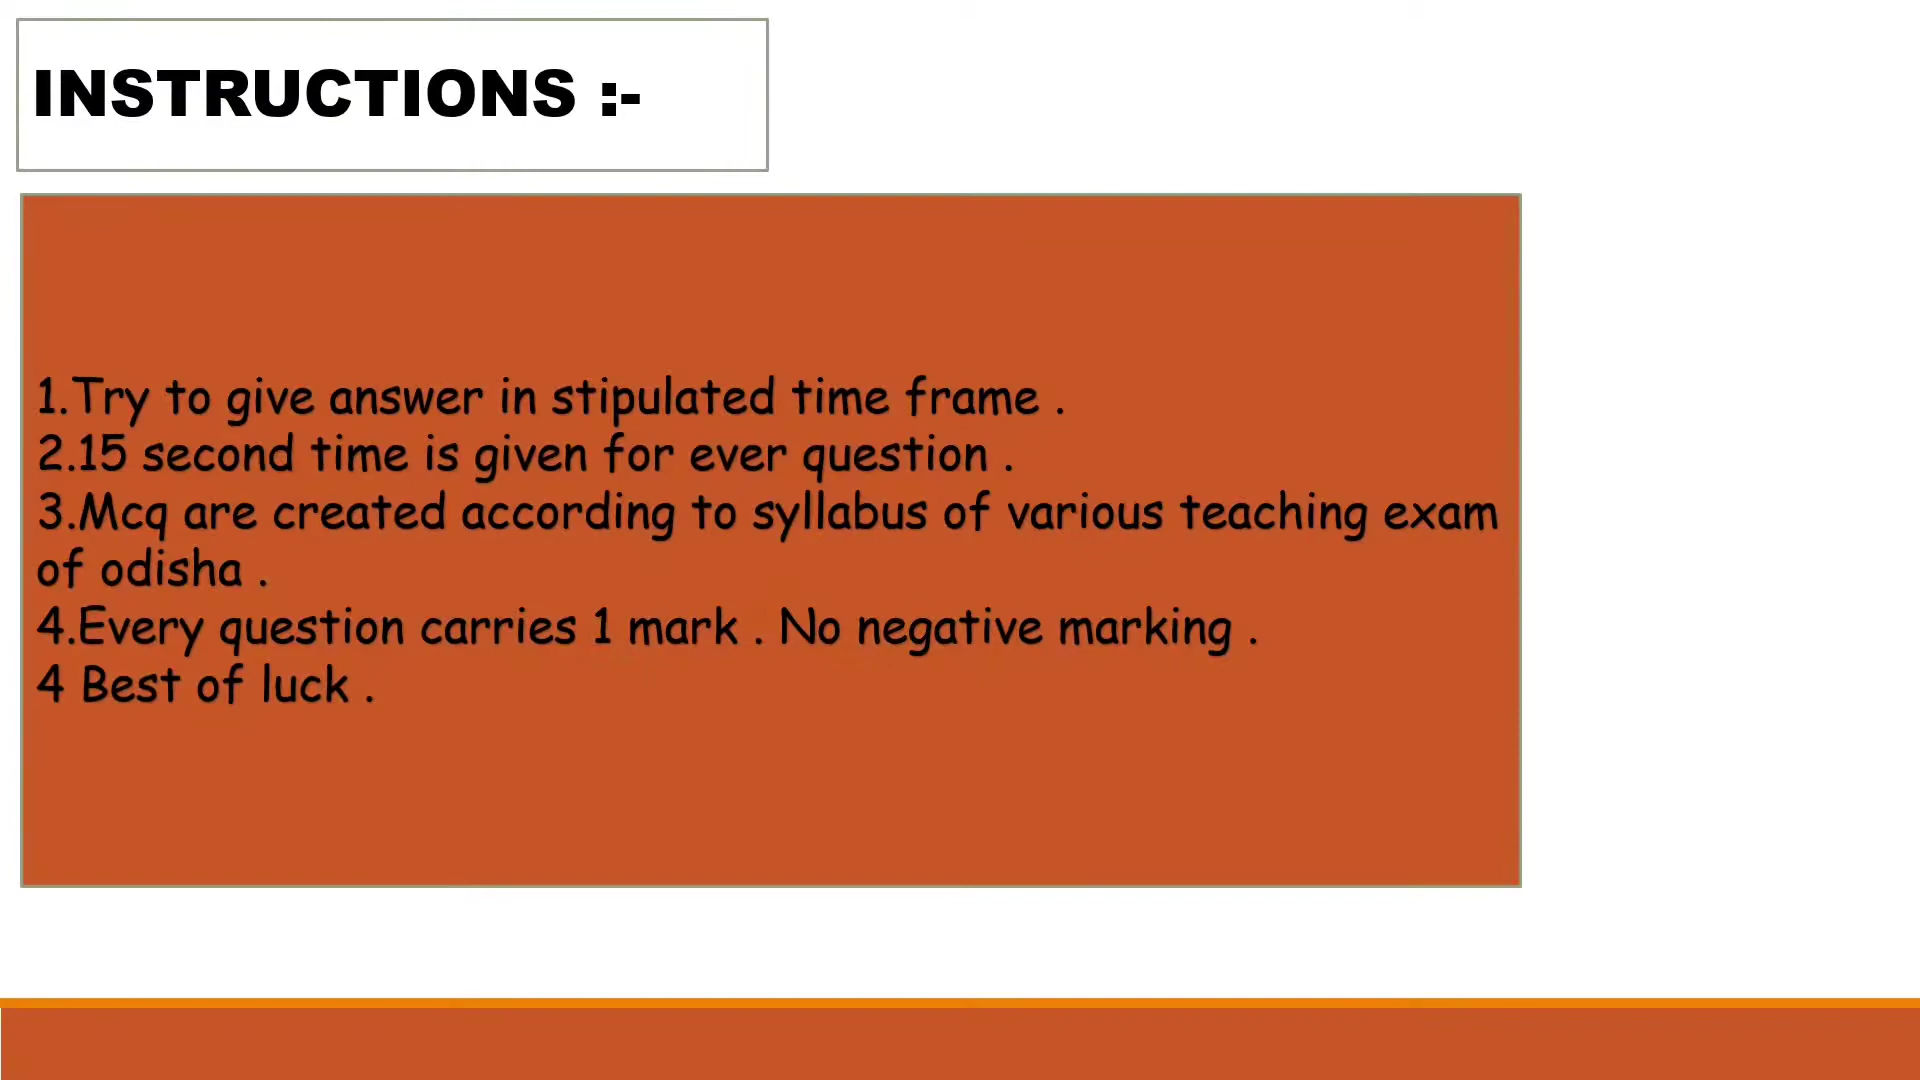 INSTRUCTIONS :-
1.Try to give answer in stipulated time frame .
2.15 second time is given for ever question .
3.Mcq are created according to syllabus of various teaching exam
of odisha .
4.Every question carries 1 mark . No negative marking .
4 Best of luck .